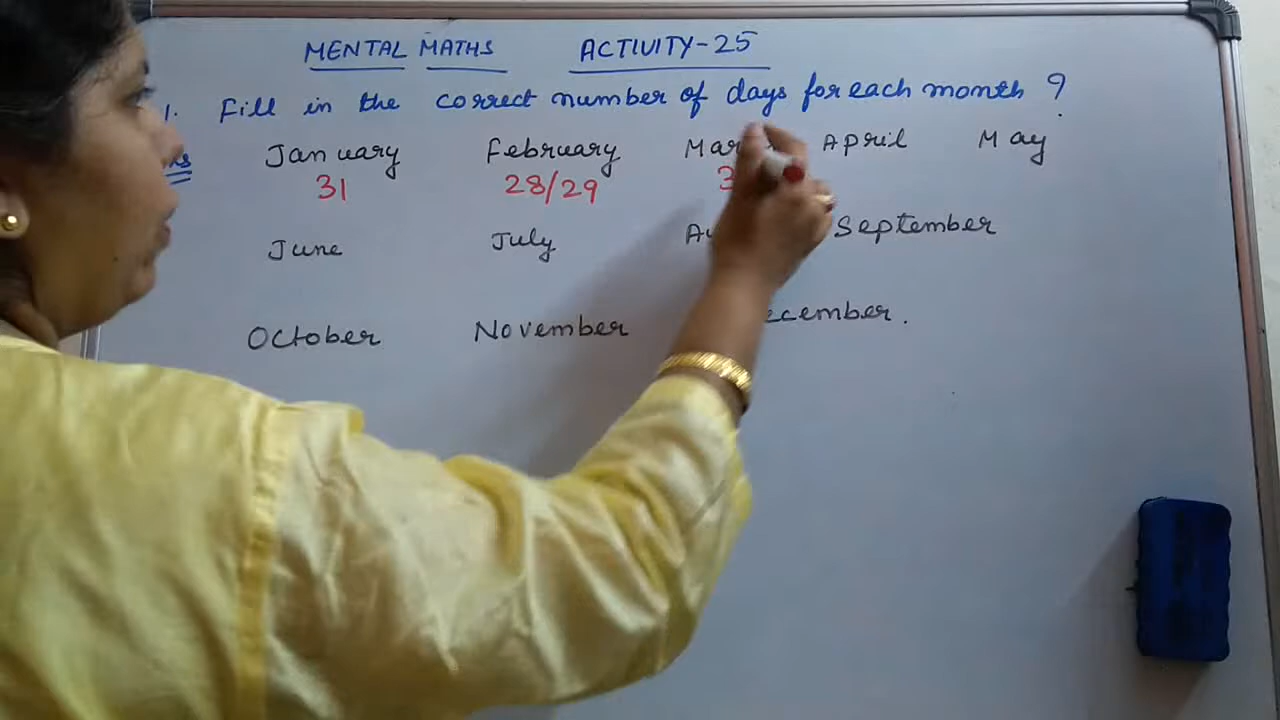 MENTAL MATHS ACTIVITY-25
1. Fill in the correct number of days for each month ?
January February April May
31 28/29
June July September
October November